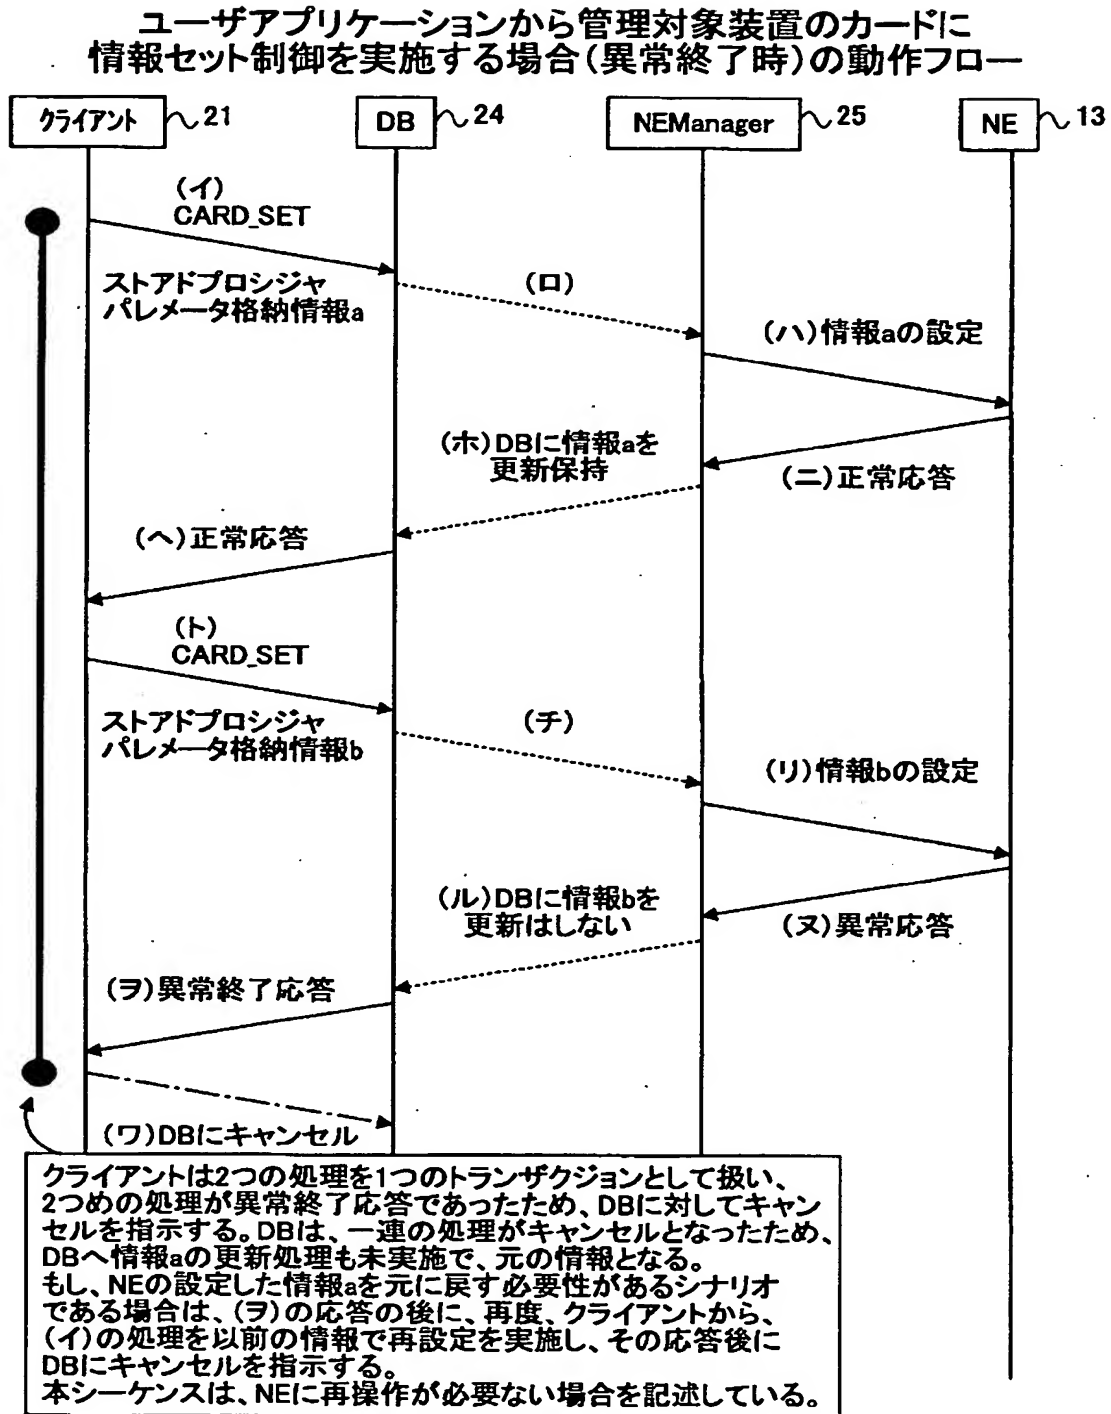 ユーザアプリケーションから管理対象装置のカードに
情報セット制御を実施する場合(異常終了時)の動作フロー
クライアント 21
DB 24
NEManager 25
NE 13
(イ)
CARD_SET
ストアドプロシジャ
パレメータ格納情報a
(ロ)
(ハ)情報aの設定
(ホ)DBに情報aを
更新保持
(ニ)正常応答
(ヘ)正常応答
(ト)
CARD_SET
ストアドプロシジャ
パレメータ格納情報b
(チ)
(リ)情報bの設定
(ル)DBに情報bを
更新はしない
(ヌ)異常応答
(ヲ)異常終了応答
(ワ)DBにキャンセル
クライアントは2つの処理を1つのトランザクジョンとして扱い、
2つめの処理が異常終了応答であったため、DBに対してキャン
セルを指示する。DBは、一連の処理がキャンセルとなったため、
DBへ情報aの更新処理も未実施で、元の情報となる。
もし、NEの設定した情報aを元に戻す必要性があるシナリオ
である場合は、(ヲ)の応答の後に、再度、クライアントから、
(イ)の処理を以前の情報で再設定を実施し、その応答後に
DBにキャンセルを指示する。
本シーケンスは、NEに再操作が必要ない場合を記述している。